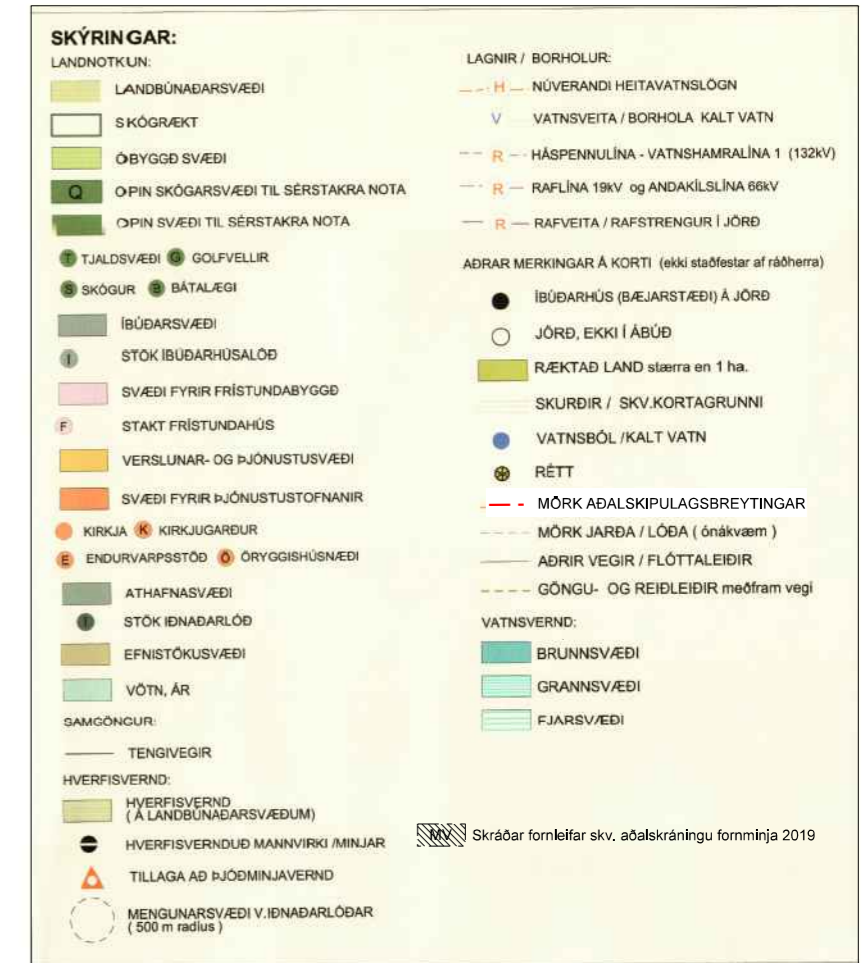 SKÝRINGAR:
LANDNOTKUN:
LANDBÚNAÐARSVÆÐI
SKÓGRÆKT
ÓBYGGÐ SVÆÐI
Q OPIN SKÓGARSVÆÐI TIL SÉRSTAKRA NOTA
OPIN SVÆÐI TIL SÉRSTAKRA NOTA
T TJALDSVÆÐI G GOLFVELLIR
S SKÓGUR B BÁTALÆGI
ÍBÚÐARSVÆÐI
I STÖK ÍBÚÐARHÚSALÓÐ
SVÆÐI FYRIR FRÍSTUNDABYGGÐ
F STAKT FRÍSTUNDAHÚS
VERSLUNAR- OG ÞJÓNUSTUSVÆÐI
SVÆÐI FYRIR ÞJÓNUSTUSTOFNANIR
KIRKJA K KIRKJUGARÐUR
E ENDURVARPSSTÖÐ Ö ÖRYGGISHÚSNÆÐI
ATHAFNASVÆÐI
I STÖK IÐNAÐARLÓÐ
EFNISTÖKUSVÆÐI
VÖTN, ÁR
SAMGÖNGUR:
TENGIVEGIR
HVERFISVERND:
HVERFISVERND
( Á LANDBÚNAÐARSVÆÐUM)
HVERFISVERNDUÐ MANNVIRKI /MINJAR
TILLAGA AÐ ÞJÓÐMINJAVERND
MENGUNARSVÆÐI V.IÐNAÐARLÓÐAR
( 500 m radíus )
LAGNIR / BORHOLUR:
H NÚVERANDI HEITAVATNSLÖGN
V VATNSVEITA / BORHOLA KALT VATN
R HÁSPENNULÍNA - VATNSHAMRALÍNA 1 (132kV)
R RAFLÍNA 19kV og ANDAKÍLSLÍNA 66kV
R RAFVEITA / RAFSTRENGUR Í JÖRÐ
AÐRAR MERKINGAR Á KORTI (ekki staðfestar af ráðherra)
ÍBÚÐARHÚS (BÆJARSTÆÐI) Á JÖRÐ
JÖRÐ, EKKI Í ÁBÚÐ
RÆKTAÐ LAND stærra en 1 ha.
SKURÐIR / SKV.KORTAGRUNNI
VATNSBÓL /KALT VATN
RÉTT
MÖRK AÐALSKIPULAGSBREYTINGAR
MÖRK JARÐA / LÓÐA ( ónákvæm )
AÐRIR VEGIR / FLÓTTALEIÐIR
GÖNGU- OG REIÐLEIÐIR meðfram vegi
VATNSVERND:
BRUNNSVÆÐI
GRANNSVÆÐI
FJARSVÆÐI
MV Skráðar fornleifar skv. aðalskráningu fornminja 2019